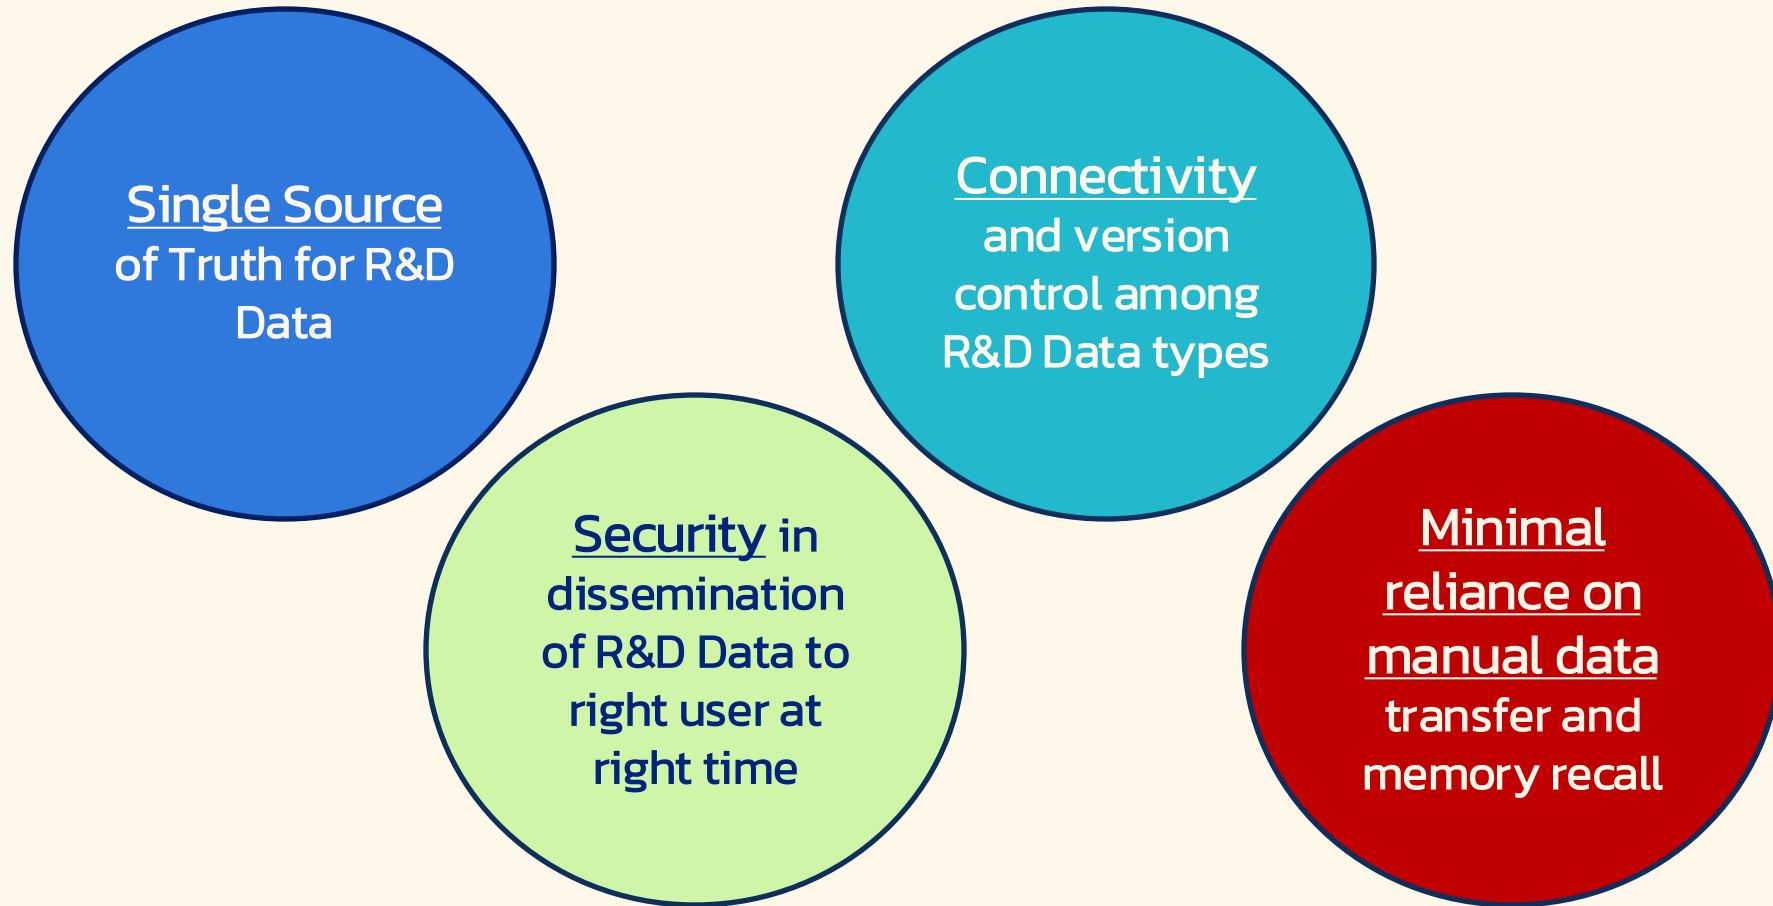 Single Source
of Truth for R&D
Data
Connectivity
and version
control among
R&D Data types
Security in
dissemination
of R&D Data to
right user at
right time
Minimal
reliance on
manual data
transfer and
memory recall